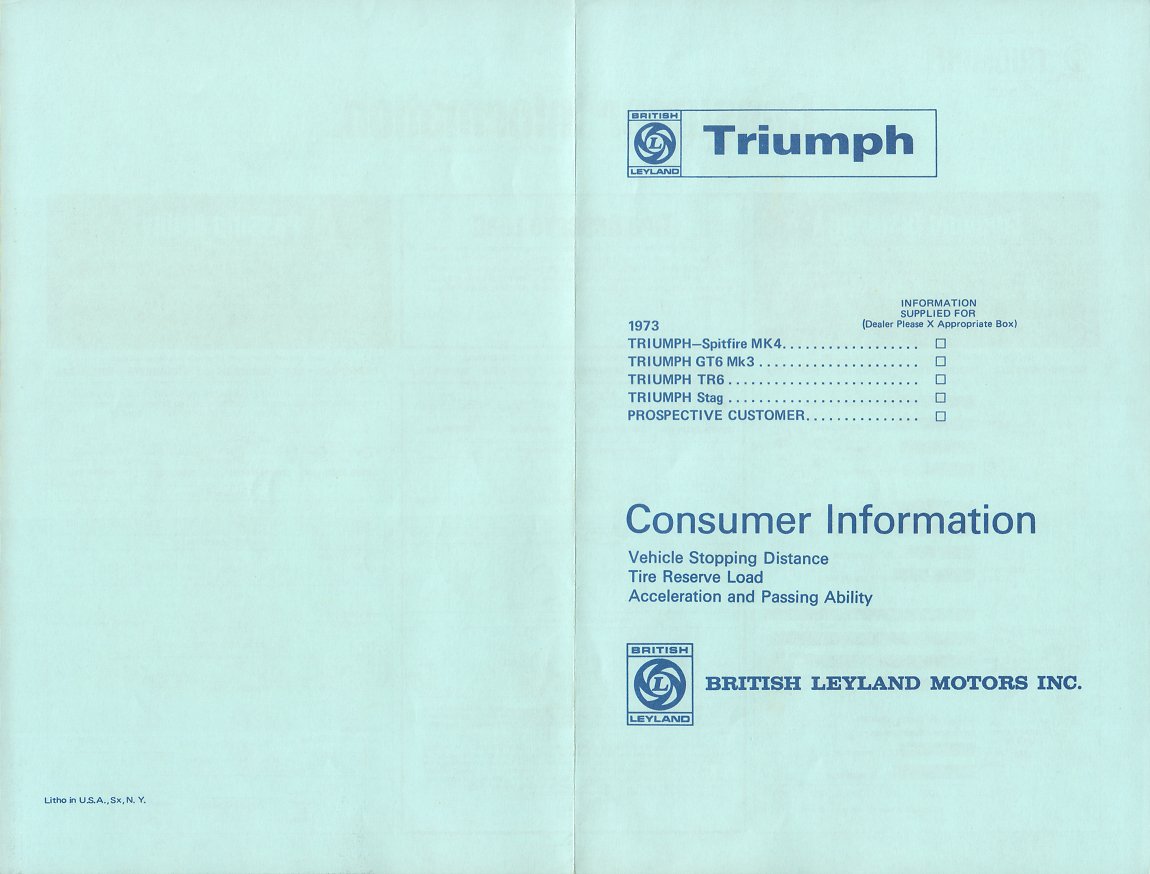 BRITISH
L
LEYLAND
Triumph
INFORMATION
SUPPLIED FOR
(Dealer Please X Appropriate Box)
1973
TRIUMPH—Spitfire MK4.................. ☐
TRIUMPH GT6 Mk3..................... ☐
TRIUMPH TR6......................... ☐
TRIUMPH Stag......................... ☐
PROSPECTIVE CUSTOMER............... ☐
Consumer Information
Vehicle Stopping Distance
Tire Reserve Load
Acceleration and Passing Ability
BRITISH
L
LEYLAND
BRITISH LEYLAND MOTORS INC.
Litho in U.S.A., Sx, N. Y.